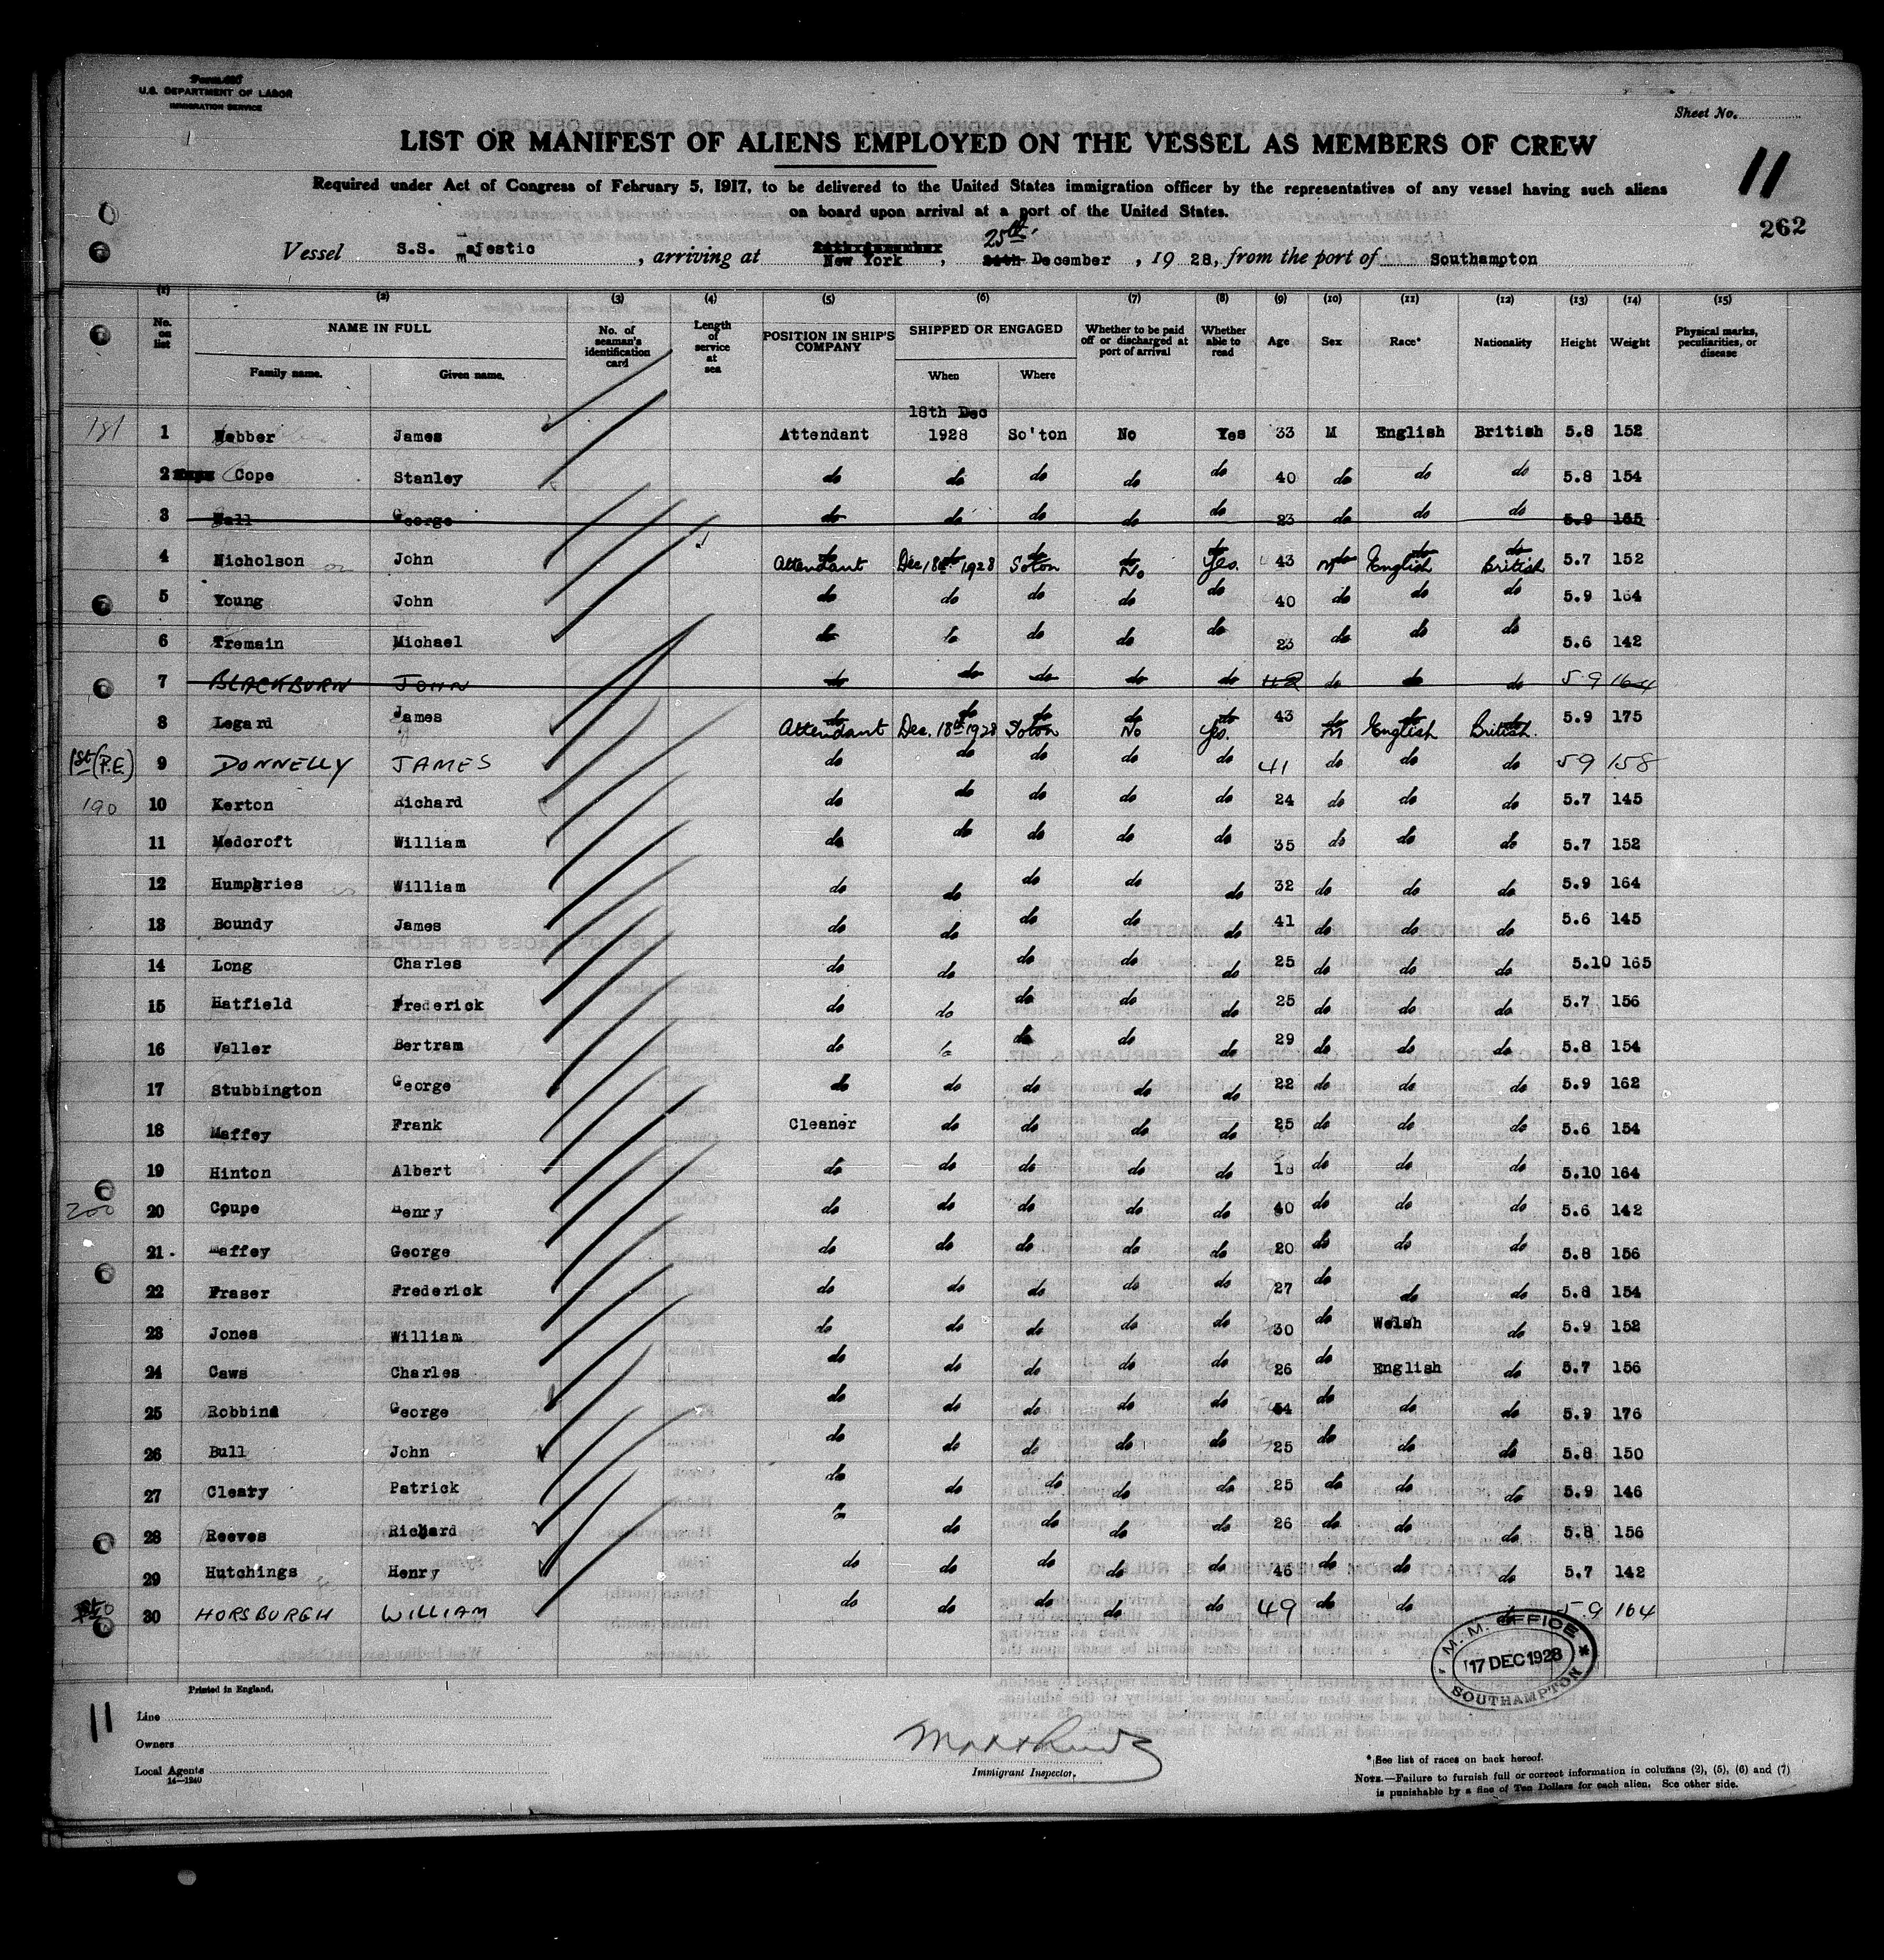 Form 680
U.S. DEPARTMENT OF LABOR
IMMIGRATION SERVICE
Sheet No.
LIST OR MANIFEST OF ALIENS EMPLOYED ON THE VESSEL AS MEMBERS OF CREW
11
Required under Act of Congress of February 5, 1917, to be delivered to the United States immigration officer by the representatives of any vessel having such aliens
on board upon arrival at a port of the United States.
262
25th
Vessel S.S. majestic, arriving at New York, December, 1928, from the port of Southampton
(1) (2) (3) (4) (5) (6) (7) (8) (9) (10) (11) (12) (13) (14) (15)
No. on list NAME IN FULL Family name. Given name. No. of seaman's identification card Length of service at sea POSITION IN SHIP'S COMPANY SHIPPED OR ENGAGED When Where Whether to be paid off or discharged at port of arrival Whether able to read Age Sex Race* Nationality Height Weight Physical marks, peculiarities, or disease
18th Dec
181 1 Webber James Attendant 1928 So'ton No Yes 33 M English British 5.8 152
2 Cope Stanley do do do do do 40 do do do 5.8 154
3 Wall George do do do do do 23 do do do 5.9 165
4 Nicholson John Attendant Dec 18th 1928 Soton No Yes. 43 M English British 5.7 152
5 Young John do do do do do 40 do do do 5.9 164
6 Tremain Michael do do do do do 23 do do do 5.6 142
7 BLACKBURN JOHN do do do do do 42 do do do 5 9 164
8 Legard James Attendant Dec. 18th 1928 Soton No Yes. 43 M English British. 5.9 175
1st (P.E.) 9 DONNELLY JAMES do do do do do 41 do do do 5 9 158
190 10 Kerton Richard do do do do do 24 do do do 5.7 145
11 Medcroft William do do do do do 35 do do do 5.7 152
12 Humphries William do do do do do 32 do do do 5.9 164
13 Boundy James do do do do do 41 do do do 5.6 145
14 Long Charles do do do do do 25 do do do 5.10 165
15 Hatfield Frederick do do do do do 25 do do do 5.7 156
16 Waller Bertram do do do do do 29 do do do 5.8 154
17 Stubbington George do do do do do 22 do do do 5.9 162
18 Maffey Frank Cleaner do do do do 25 do do do 5.6 154
19 Hinton Albert do do do do do 18 do do do 5.10 164
200 20 Coupe Henry do do do do do 40 do do do 5.6 142
21 Maffey George do do do do do 20 do do do 5.8 156
22 Fraser Frederick do do do do do 27 do do do 5.8 154
23 Jones William do do do do do 30 do Welsh do 5.9 152
24 Caws Charles do do do do do 26 do English do 5.7 156
25 Robbins George do do do do do 54 do do do 5.9 176
26 Bull John do do do do do 25 do do do 5.8 150
27 Cleary Patrick do do do do do 25 do do do 5.9 146
28 Reeves Richard do do do do do 26 do do do 5.8 156
29 Hutchings Henry do do do do do 46 do do do 5.7 142
30 HORSBURGH WILLIAM do do do do do 49 do do do 5.9 164
M. M. OFFICE
17 DEC 1928
SOUTHAMPTON
Printed in England.
11
Line
Owners
Local Agents
14—1240
Immigrant Inspector.
* See list of races on back hereof.
NOTE.—Failure to furnish full or correct information in columns (2), (5), (6) and (7)
is punishable by a fine of Ten Dollars for each alien. See other side.